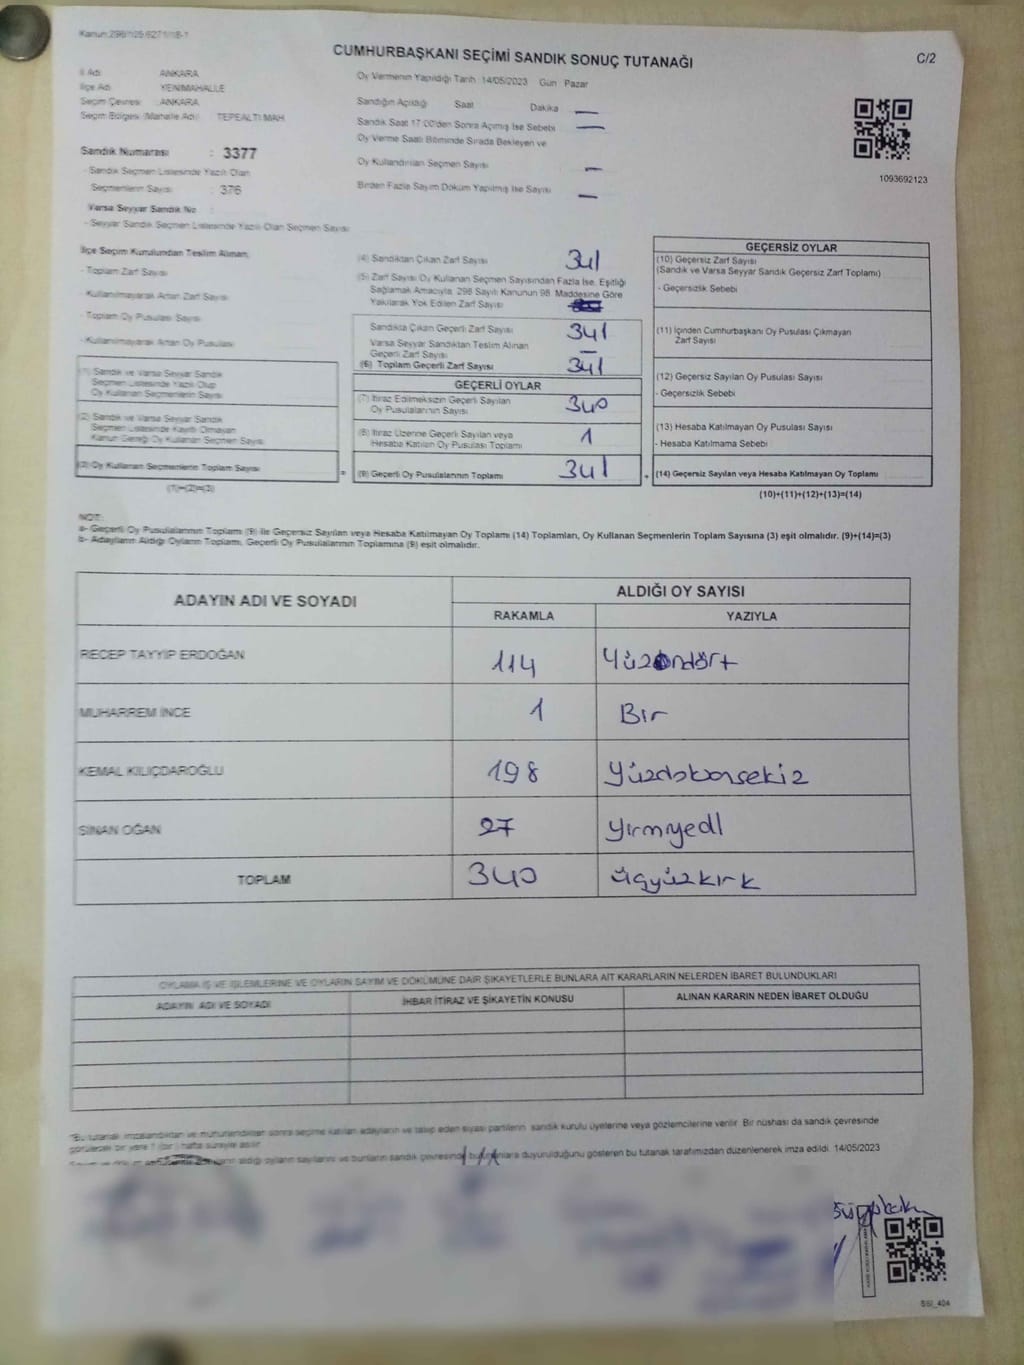 Kanun:298/105,6271/18-1
CUMHURBAŞKANI SEÇİMİ SANDIK SONUÇ TUTANAĞI
C/2
İl Adı ANKARA
İlçe Adı YENİMAHALLE
Seçim Çevresi : ANKARA
Seçim Bölgesi (Mahalle Adı) TEPEALTI MAH.
Sandık Numarası : 3377
- Sandık Seçmen Listesinde Yazılı Olan
Seçmenlerin Sayısı : 376
Varsa Seyyar Sandık No :
- Seyyar Sandık Seçmen Listesinde Yazılı Olan Seçmen Sayısı
Oy Vermenin Yapıldığı Tarih 14/05/2023 Gün Pazar
Sandığın Açıldığı Saat Dakika —
Sandık Saat 17:00'den Sonra Açılmış İse Sebebi —
Oy Verme Saati Bitiminde Sırada Bekleyen ve
Oy Kullandırılan Seçmen Sayısı —
Birden Fazla Sayım Döküm Yapılmış İse Sayısı —
1093692123
İlçe Seçim Kurulundan Teslim Alınan;
- Toplam Zarf Sayısı
- Kullanılmayarak Artan Zarf Sayısı
- Toplam Oy Pusulası Sayısı
- Kullanılmayarak Artan Oy Pusulası
(1) Sandık ve Varsa Seyyar Sandık
Seçmen Listesinde Yazılı Olup
Oy Kullanan Seçmenlerin Sayısı
(2) Sandık ve Varsa Seyyar Sandık
Seçmen Listesinde Kayıtlı Olmayan
Kanun Gereği Oy Kullanan Seçmen Sayısı
(3) Oy Kullanan Seçmenlerin Toplam Sayısı =
(1)+(2)=(3)
(4) Sandıktan Çıkan Zarf Sayısı 341
(5) Zarf Sayısı Oy Kullanan Seçmen Sayısından Fazla İse, Eşitliği
Sağlamak Amacıyla, 298 Sayılı Kanunun 98. Maddesine Göre
Yakılarak Yok Edilen Zarf Sayısı
Sandıkta Çıkan Geçerli Zarf Sayısı 341
Varsa Seyyar Sandıktan Teslim Alınan
Geçerli Zarf Sayısı —
(6) Toplam Geçerli Zarf Sayısı 341
GEÇERLİ OYLAR
(7) İtiraz Edilmeksizin Geçerli Sayılan
Oy Pusulalarının Sayısı 340
(8) İtiraz Üzerine Geçerli Sayılan veya
Hesaba Katılan Oy Pusulası Toplamı 1
(9) Geçerli Oy Pusulalarının Toplamı 341 +
GEÇERSİZ OYLAR
(10) Geçersiz Zarf Sayısı
(Sandık ve Varsa Seyyar Sandık Geçersiz Zarf Toplamı)
- Geçersizlik Sebebi
(11) İçinden Cumhurbaşkanı Oy Pusulası Çıkmayan
Zarf Sayısı
(12) Geçersiz Sayılan Oy Pusulası Sayısı
- Geçersizlik Sebebi
(13) Hesaba Katılmayan Oy Pusulası Sayısı
- Hesaba Katılmama Sebebi
(14) Geçersiz Sayılan veya Hesaba Katılmayan Oy Toplamı
(10)+(11)+(12)+(13)=(14)
NOT:
a- Geçerli Oy Pusulalarının Toplamı (9) ile Geçersiz Sayılan veya Hesaba Katılmayan Oy Toplamı (14) Toplamları, Oy Kullanan Seçmenlerin Toplam Sayısına (3) eşit olmalıdır. (9)+(14)=(3)
b- Adayların Aldığı Oyların Toplamı, Geçerli Oy Pusulalarının Toplamına (9) eşit olmalıdır.
ADAYIN ADI VE SOYADI
ALDIĞI OY SAYISI
RAKAMLA YAZIYLA
RECEP TAYYİP ERDOĞAN 114 Yüzondört
MUHARREM İNCE 1 Bir
KEMAL KILIÇDAROĞLU 198 Yüzdoksansekiz
SİNAN OĞAN 27 Yirmiyedi
TOPLAM 340 üçyüzkırk
OYLAMA İŞ VE İŞLEMLERİNE VE OYLARIN SAYIM VE DÖKÜMÜNE DAİR ŞİKAYETLERLE BUNLARA AİT KARARLARIN NELERDEN İBARET BULUNDUKLARI
ADAYIN ADI VE SOYADI İHBAR İTİRAZ VE ŞİKAYETİN KONUSU ALINAN KARARIN NEDEN İBARET OLDUĞU
*Bu tutanak imzalandıktan ve mühürlendikten sonra seçime katılan adayların ve talep eden siyasi partilerin sandık kurulu üyelerine veya gözlemcilerine verilir. Bir nüshası da sandık çevresinde
görülecek bir yere 1 (bir) hafta süreyle asılır.
aldığı oyların sayılarını ve bunların sandık çevresinde duyurulduğunu gösteren bu tutanak tarafımızdan düzenlenerek imza edildi. 14/05/2023
SSİ_404